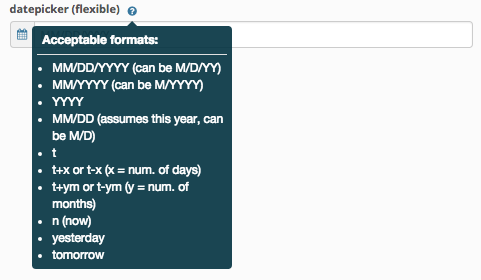 datepicker (flexible) ?
Acceptable formats:
• MM/DD/YYYY (can be M/D/YY)
• MM/YYYY (can be M/YYYY)
• YYYY
• MM/DD (assumes this year, can
be M/D)
• t
• t+x or t-x (x = num. of days)
• t+ym or t-ym (y = num. of
months)
• n (now)
• yesterday
• tomorrow